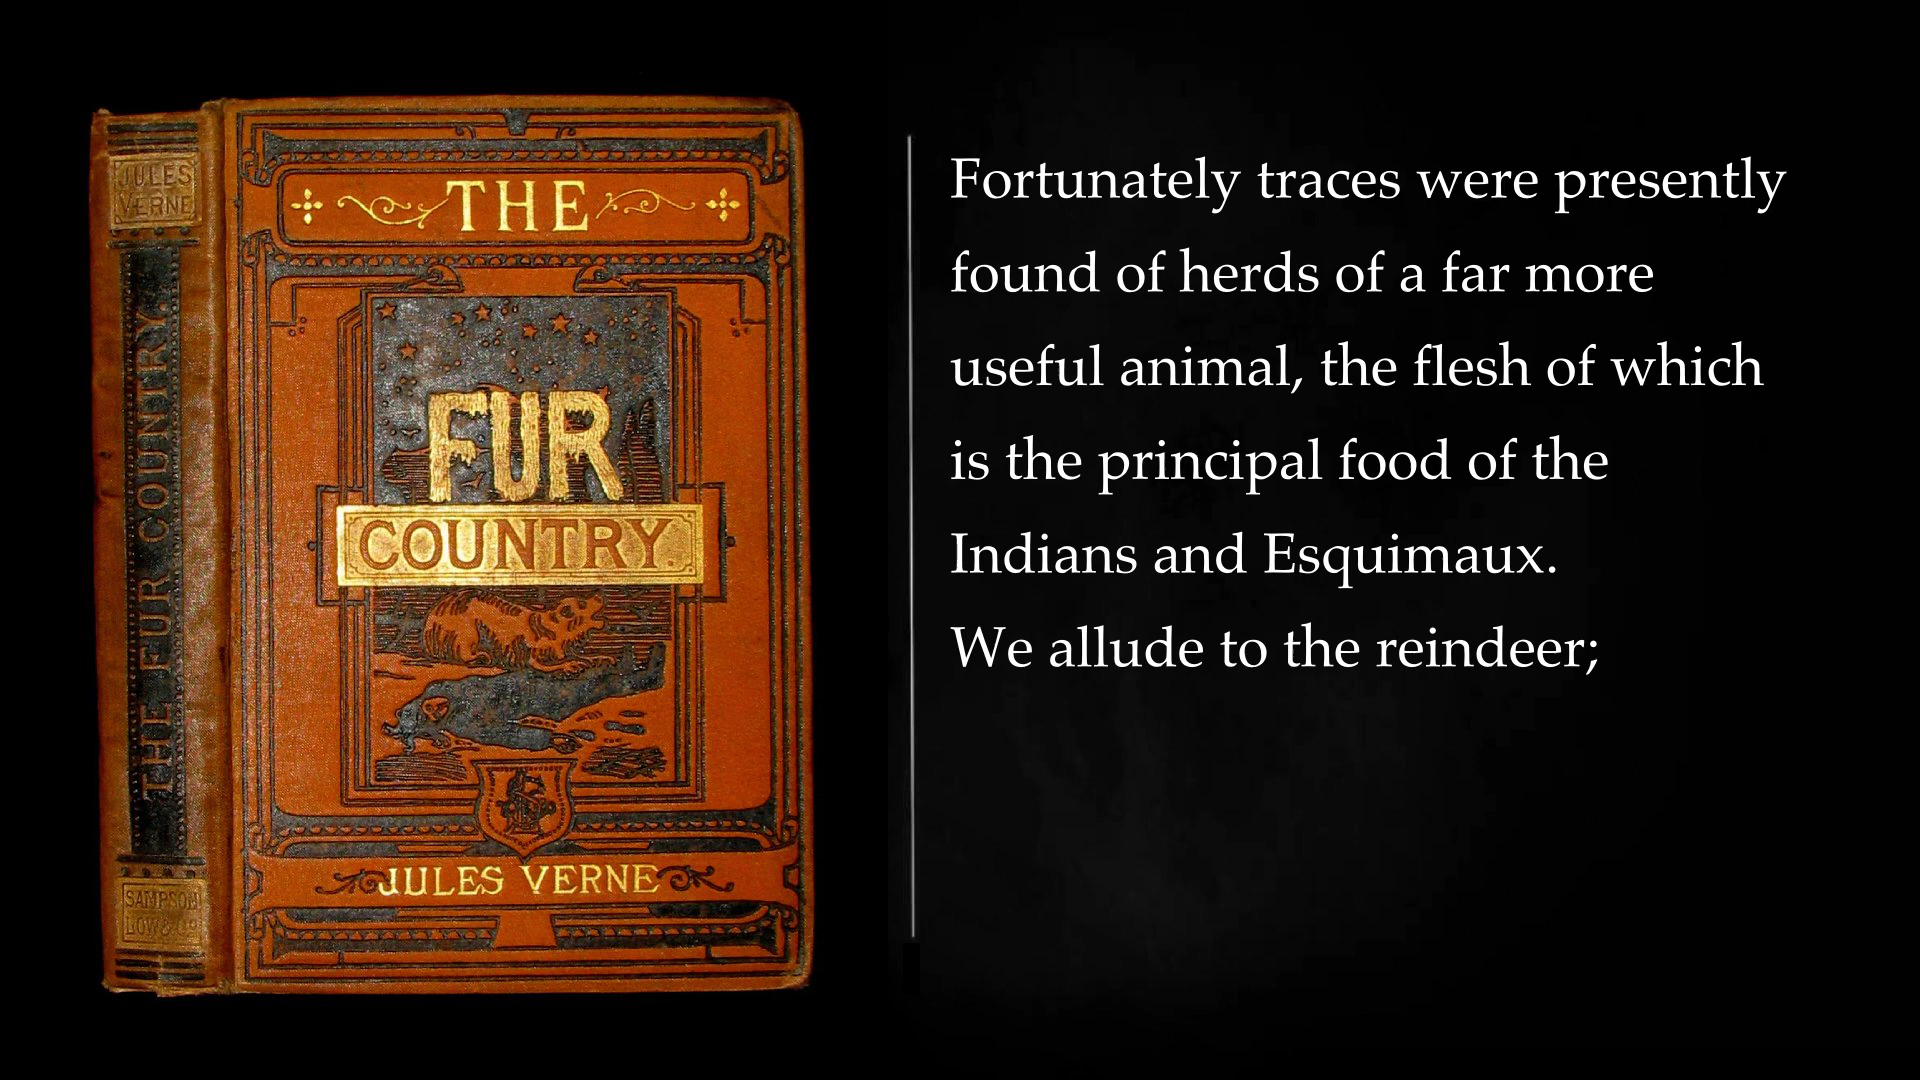 JULES
VERNE
THE FUR COUNTRY.
SAMPSON
LOW & Co
THE
FUR
COUNTRY.
JULES VERNE
Fortunately traces were presently
found of herds of a far more
useful animal, the flesh of which
is the principal food of the
Indians and Esquimaux.
We allude to the reindeer;